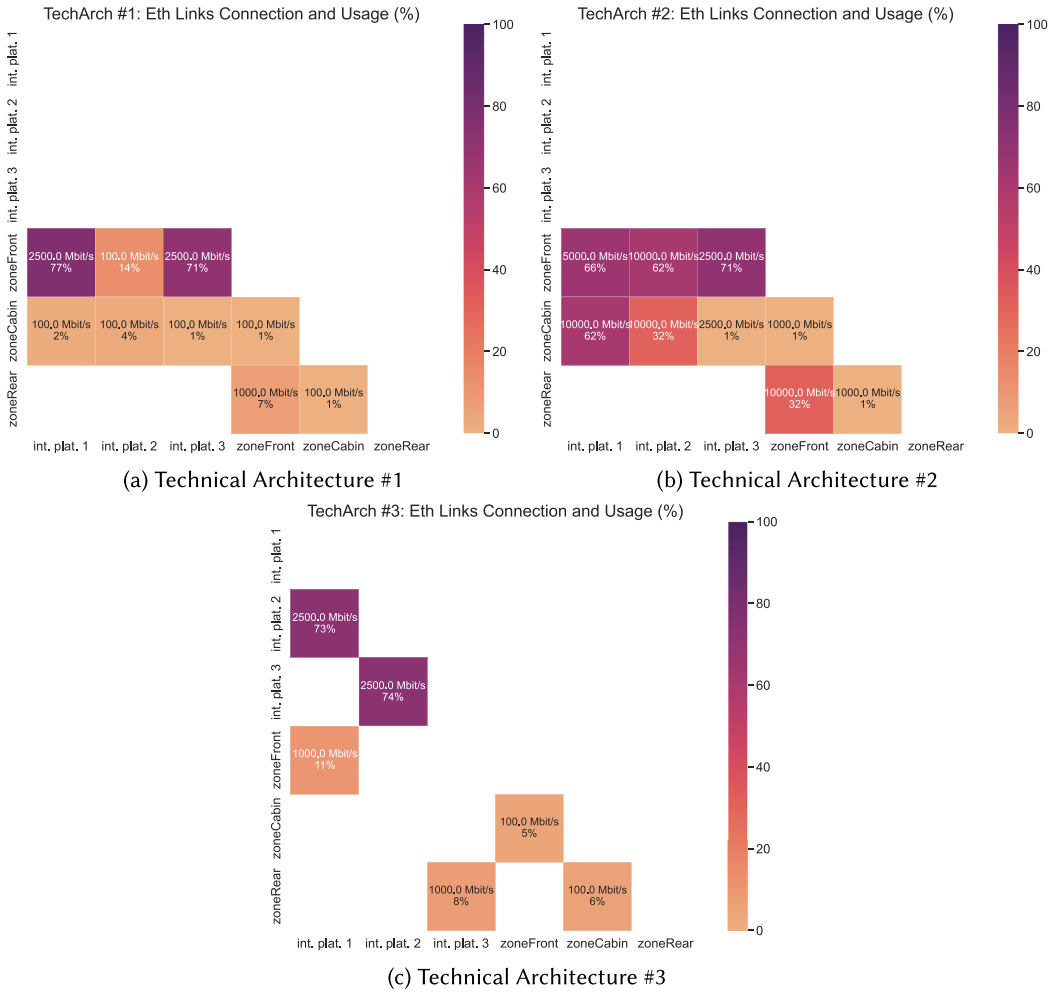 TechArch #1: Eth Links Connection and Usage (%)
int. plat. 1
int. plat. 2
int. plat. 3
zoneFront
zoneCabin
zoneRear
2500.0 Mbit/s
77%
100.0 Mbit/s
14%
2500.0 Mbit/s
71%
100.0 Mbit/s
2%
100.0 Mbit/s
4%
100.0 Mbit/s
1%
100.0 Mbit/s
1%
1000.0 Mbit/s
7%
100.0 Mbit/s
1%
int. plat. 1 int. plat. 2 int. plat. 3 zoneFront zoneCabin zoneRear
100
80
60
40
20
0
(a) Technical Architecture #1
TechArch #2: Eth Links Connection and Usage (%)
int. plat. 1
int. plat. 2
int. plat. 3
zoneFront
zoneCabin
zoneRear
5000.0 Mbit/s
66%
10000.0 Mbit/s
62%
2500.0 Mbit/s
71%
10000.0 Mbit/s
62%
10000.0 Mbit/s
32%
2500.0 Mbit/s
1%
1000.0 Mbit/s
1%
10000.0 Mbit/s
32%
1000.0 Mbit/s
1%
int. plat. 1 int. plat. 2 int. plat. 3 zoneFront zoneCabin zoneRear
100
80
60
40
20
0
(b) Technical Architecture #2
TechArch #3: Eth Links Connection and Usage (%)
int. plat. 1
int. plat. 2
int. plat. 3
zoneFront
zoneCabin
zoneRear
2500.0 Mbit/s
73%
2500.0 Mbit/s
74%
1000.0 Mbit/s
11%
100.0 Mbit/s
5%
1000.0 Mbit/s
8%
100.0 Mbit/s
6%
int. plat. 1 int. plat. 2 int. plat. 3 zoneFront zoneCabin zoneRear
100
80
60
40
20
0
(c) Technical Architecture #3